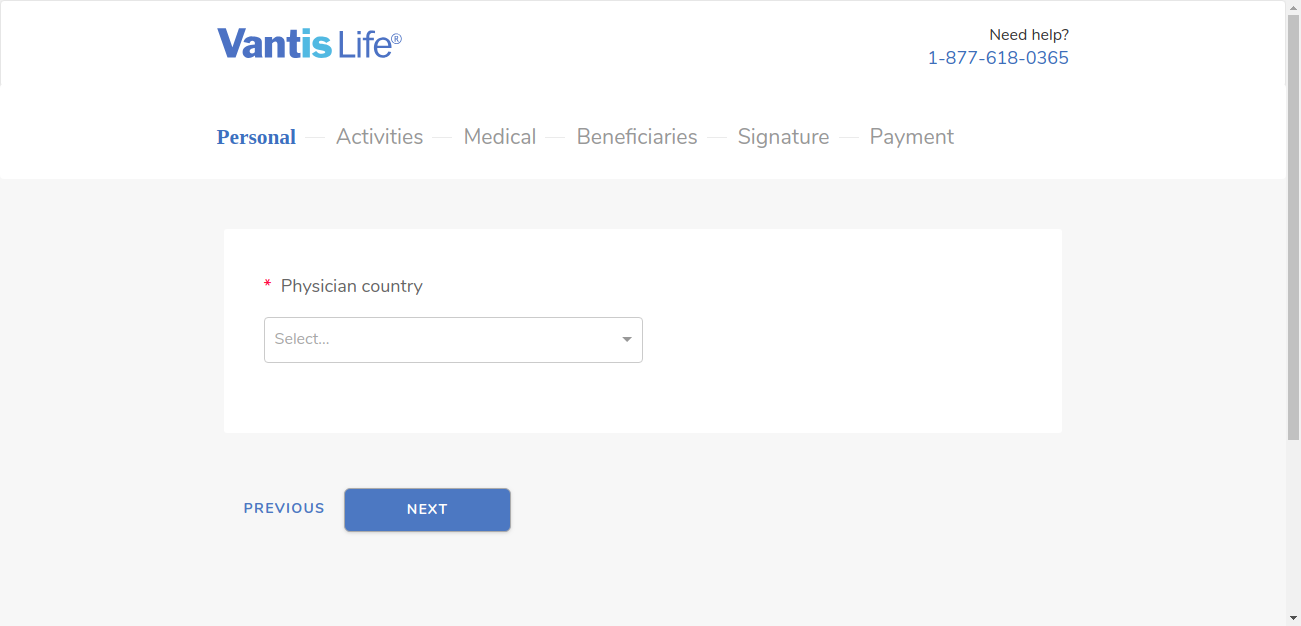 Vantis Life®
Need help?
1-877-618-0365
Personal
Activities
Medical
Beneficiaries
Signature
Payment
* Physician country
Select...
PREVIOUS
NEXT